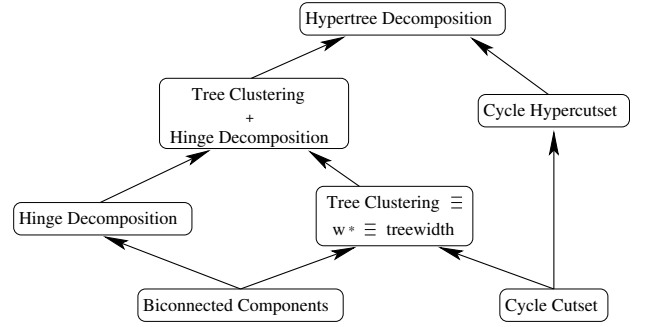 Hypertree Decomposition
Tree Clustering
+
Hinge Decomposition
Cycle Hypercutset
Hinge Decomposition
Tree Clustering ≡
w* ≡ treewidth
Biconnected Components
Cycle Cutset